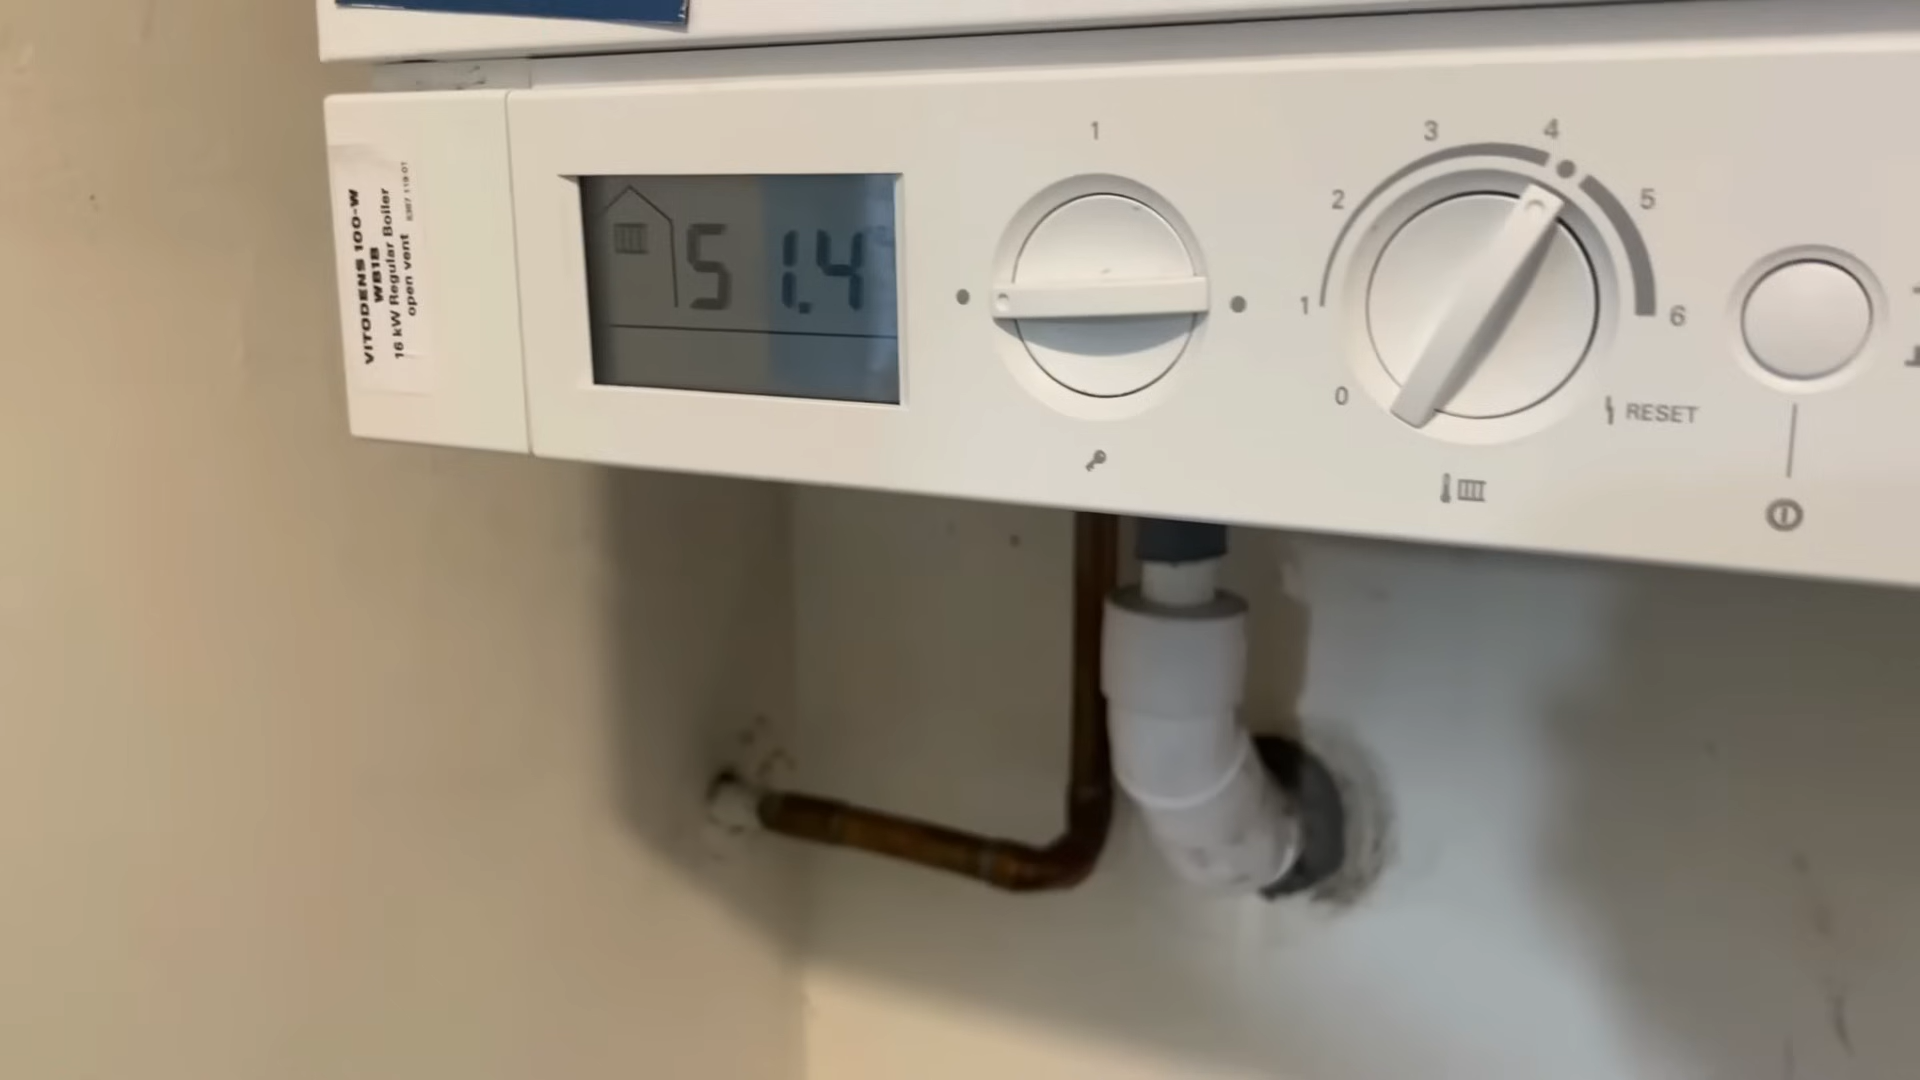 VITODENS 100-W
WB1B
16 kW Regular Boiler
open vent
S 1.4
1
1
2
3
4
5
6
0
RESET